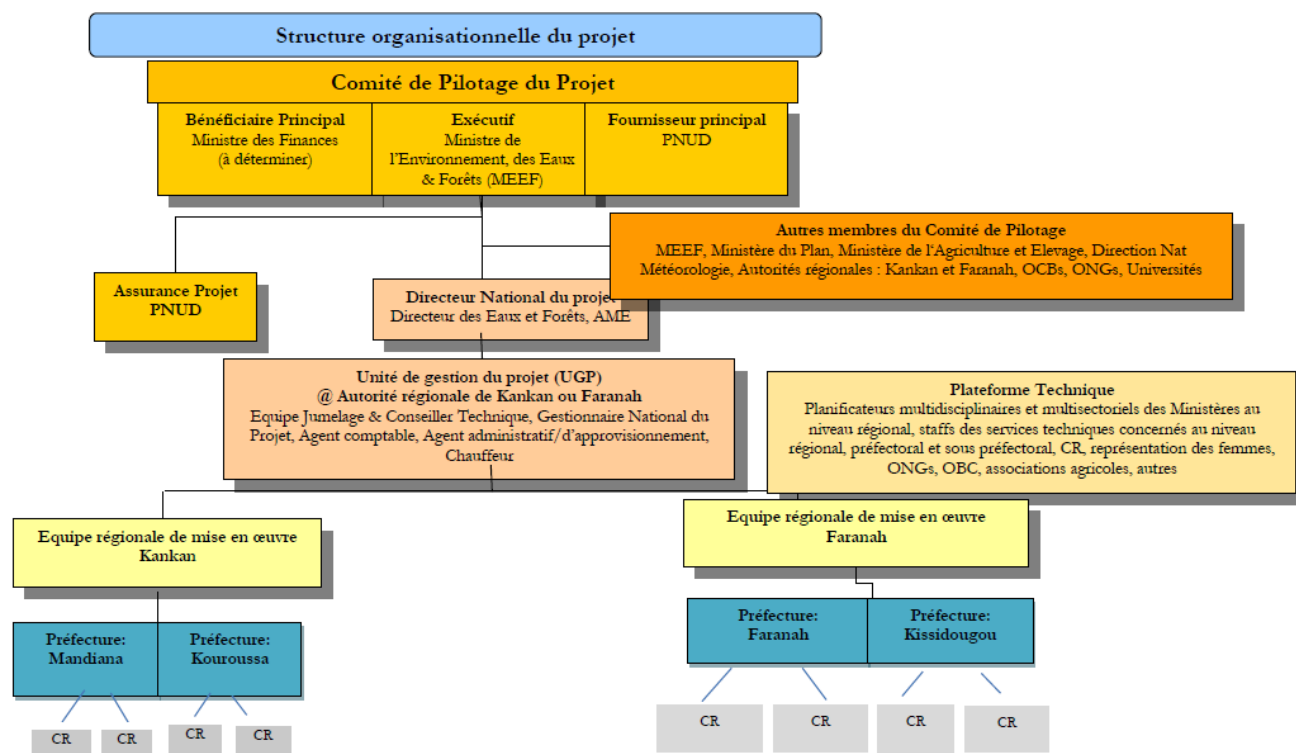 Structure organisationnelle du projet
Comité de Pilotage du Projet
Bénéficiaire Principal
Ministre des Finances
(à déterminer)
Exécutif
Ministre de
l'Environnement, des Eaux
& Forêts (MEEF)
Fournisseur principal
PNUD
Autres membres du Comité de Pilotage
MEEF, Ministère du Plan, Ministère de l'Agriculture et Elevage, Direction Nat
Météorologie, Autorités régionales : Kankan et Faranah, OCBs, ONGs, Universités
Assurance Projet
PNUD
Directeur National du projet
Directeur des Eaux et Forêts, AME
Unité de gestion du projet (UGP)
@ Autorité régionale de Kankan ou Faranah
Equipe Jumelage & Conseiller Technique, Gestionnaire National du
Projet, Agent comptable, Agent administratif/d'approvisionnement,
Chauffeur
Plateforme Technique
Planificateurs multidisciplinaires et multisectoriels des Ministères au
niveau régional, staffs des services techniques concernés au niveau
régional, préfectoral et sous préfectoral, CR, représentation des femmes,
ONGs, OBC, associations agricoles, autres
Equipe régionale de mise en œuvre
Kankan
Equipe régionale de mise en œuvre
Faranah
Préfecture:
Mandiana
Préfecture:
Kouroussa
Préfecture:
Faranah
Préfecture:
Kissidougou
CR
CR
CR
CR
CR
CR
CR
CR